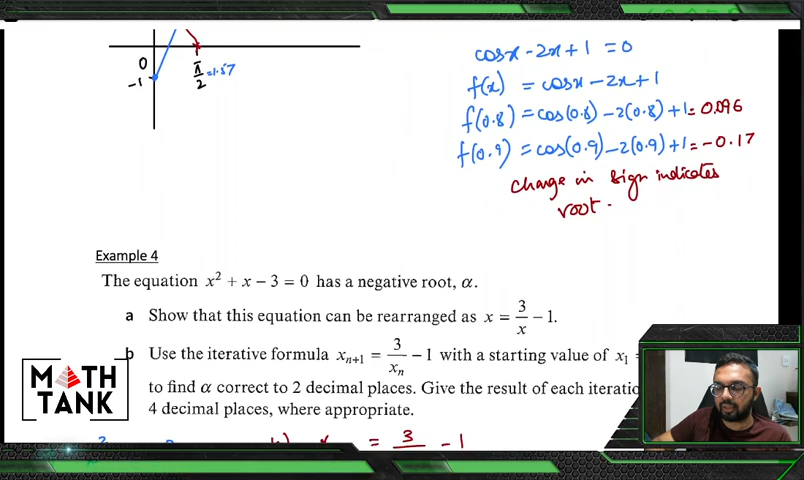 0
-1
π/2 = 1.57
cosx - 2x + 1 = 0
f(x) = cosx - 2x + 1
f(0.8) = cos(0.8) - 2(0.8) + 1 = 0.096
f(0.9) = cos(0.9) - 2(0.9) + 1 = -0.17
change in sign indicates
root.
Example 4
The equation x² + x − 3 = 0 has a negative root, α.
a Show that this equation can be rearranged as x = 3/x − 1.
b Use the iterative formula xₙ₊₁ = 3/xₙ − 1 with a starting value of x₁ =
to find α correct to 2 decimal places. Give the result of each iteratio
4 decimal places, where appropriate.
= 3 - 1
MATH
TANK